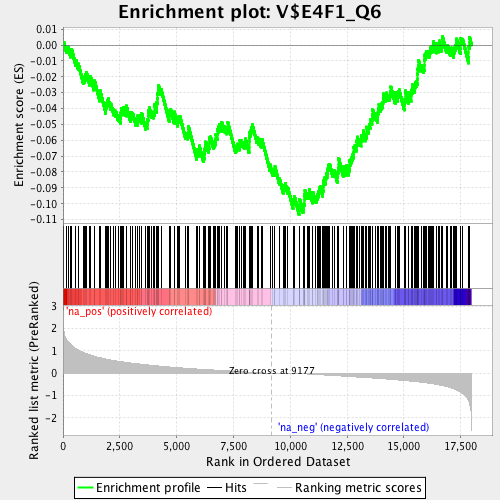 Enrichment plot: V$E4F1_Q6
Enrichment score (ES)
0.01
0.00
-0.01
-0.02
-0.03
-0.04
-0.05
-0.06
-0.07
-0.08
-0.09
-0.10
-0.11
'na_pos' (positively correlated)
Ranked list metric (PreRanked)
3
2
1
0
-1
-2
Zero cross at 9177
'na_neg' (negatively correlated)
0
2,500
5,000
7,500
10,000
12,500
15,000
17,500
Rank in Ordered Dataset
Enrichment profile
Hits
Ranking metric scores